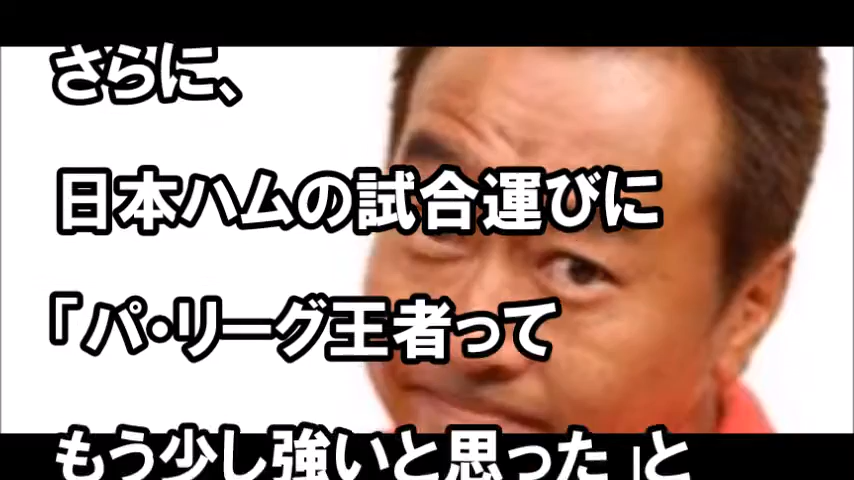 さらに、
日本ハムの試合運びに
「パ・リーグ王者って
もう少し強いと思った」と